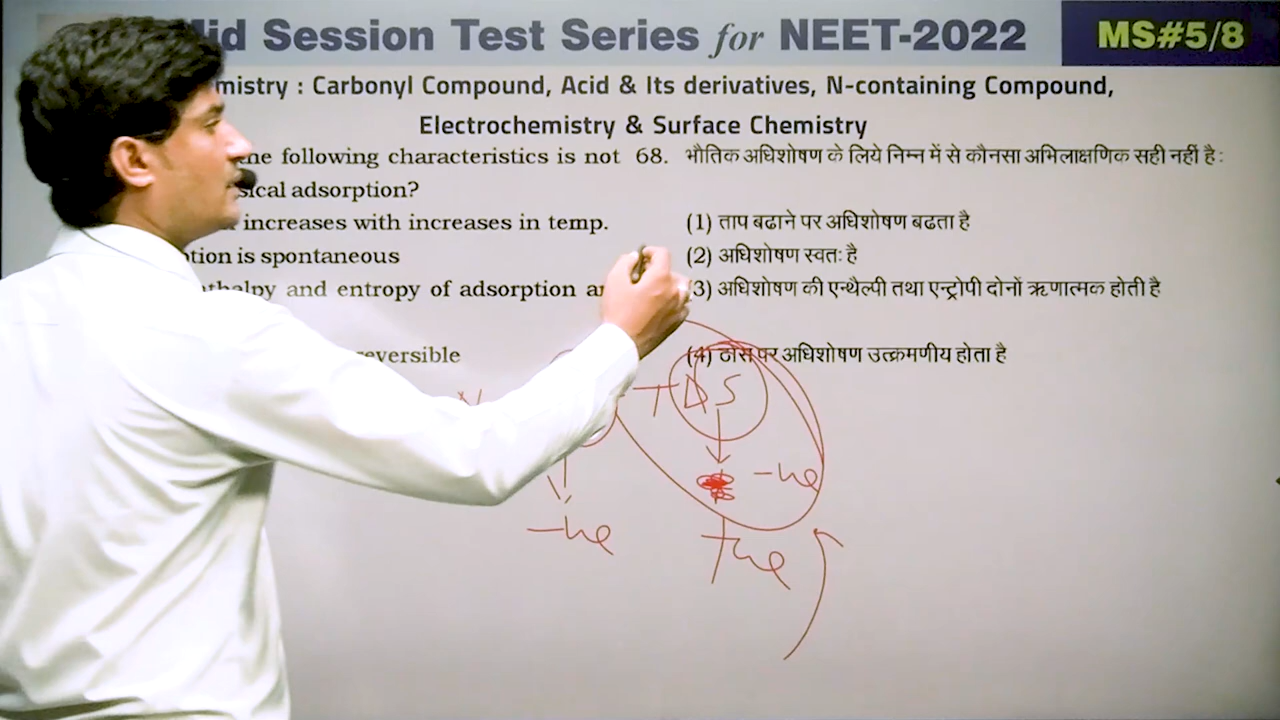 Mid Session Test Series for NEET-2022
MS#5/8
mistry : Carbonyl Compound, Acid & Its derivatives, N-containing Compound,
Electrochemistry & Surface Chemistry
he following characteristics is not
sical adsorption?
increases with increases in temp.
tion is spontaneous
thalpy and entropy of adsorption a
reversible
68. भौतिक अधिशोषण के लिये निम्न में से कौनसा अभिलाक्षणिक सही नहीं है :
(1) ताप बढाने पर अधिशोषण बढता है
(2) अधिशोषण स्वतः है
(3) अधिशोषण की एन्थैल्पी तथा एन्ट्रोपी दोनों ऋणात्मक होती है
(4) ठोस पर अधिशोषण उत्क्रमणीय होता है
TΔS
-ve
-ve
+ve